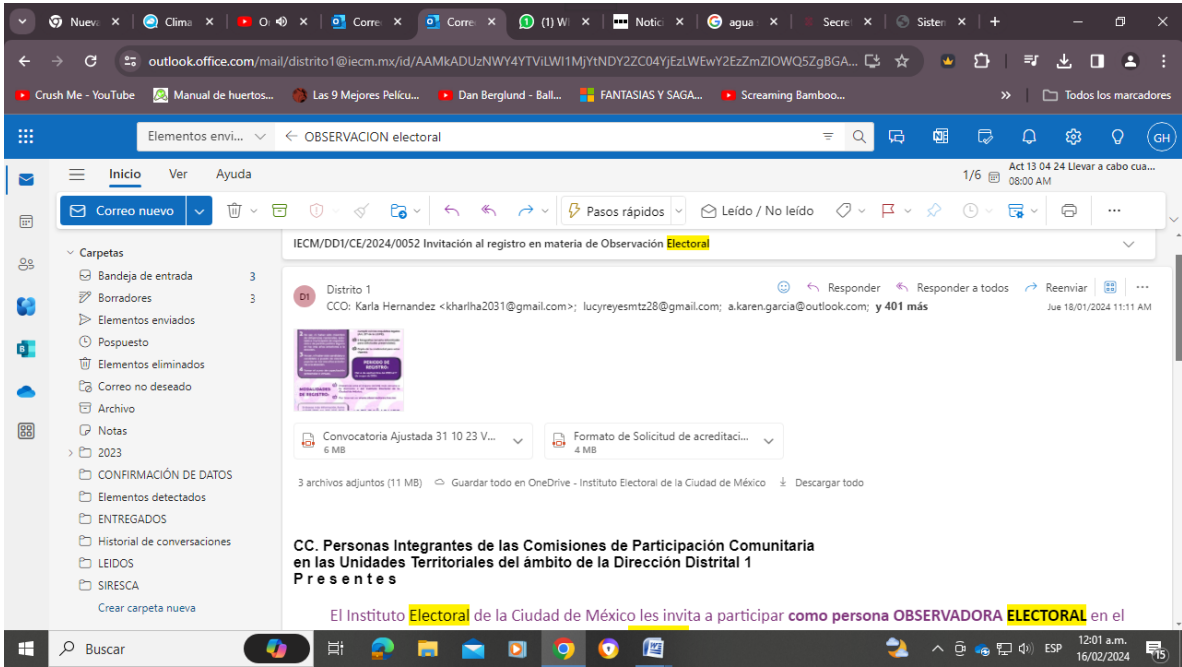 Nueva
Clima
Or
Corre
Corre
(1) W
Notici
agua
Secre
Sisten
outlook.office.com/mail/distrito1@iecm.mx/id/
Crush Me - YouTube
Manual de huertos...
Las 9 Mejores Pelícu...
Dan Berglund - Ball...
FANTASIAS Y SAGA...
Screaming Bamboo...
»
Todos los marcadores
Elementos envi...
OBSERVACION electoral
GH
Inicio Ver Ayuda
1/6
Act 13 04 24 Llevar a cabo cua...
08:00 AM
Correo nuevo
Pasos rápidos
Leído / No leído
Carpetas
Bandeja de entrada 3
Borradores 3
Elementos enviados
Pospuesto
Elementos eliminados
Correo no deseado
Archivo
Notas
2023
CONFIRMACIÓN DE DATOS
Elementos detectados
ENTREGADOS
Historial de conversaciones
LEIDOS
SIRESCA
Crear carpeta nueva
IECM/DD1/CE/2024/0052 Invitación al registro en materia de Observación Electoral
D1
Distrito 1
Responder Responder a todos Reenviar
CCO: Karla Hernandez <kharlha2031@gmail.com>; lucyreyesmtz28@gmail.com; a.karen.garcia@outlook.com; y 401 más
Jue 18/01/2024 11:11 AM
PERIODO DE
REGISTRO:
MODALIDADES
DE REGISTRO:
Convocatoria Ajustada 31 10 23 V...
6 MB
Formato de Solicitud de acreditaci...
4 MB
3 archivos adjuntos (11 MB) Guardar todo en OneDrive - Instituto Electoral de la Ciudad de México Descargar todo
CC. Personas Integrantes de las Comisiones de Participación Comunitaria
en las Unidades Territoriales del ámbito de la Dirección Distrital 1
P r e s e n t e s
El Instituto Electoral de la Ciudad de México les invita a participar como persona OBSERVADORA ELECTORAL en el
Buscar
ESP
12:01 a.m.
16/02/2024
15